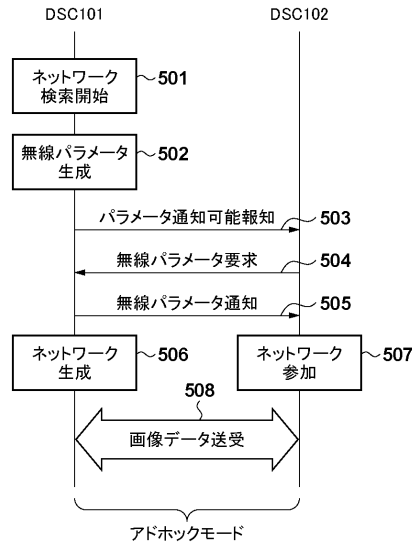 DSC101
DSC102
ネットワーク
検索開始
501
無線パラメータ
生成
502
パラメータ通知可能報知
503
無線パラメータ要求
504
無線パラメータ通知
505
ネットワーク
生成
506
ネットワーク
参加
507
508
画像データ送受
アドホックモード